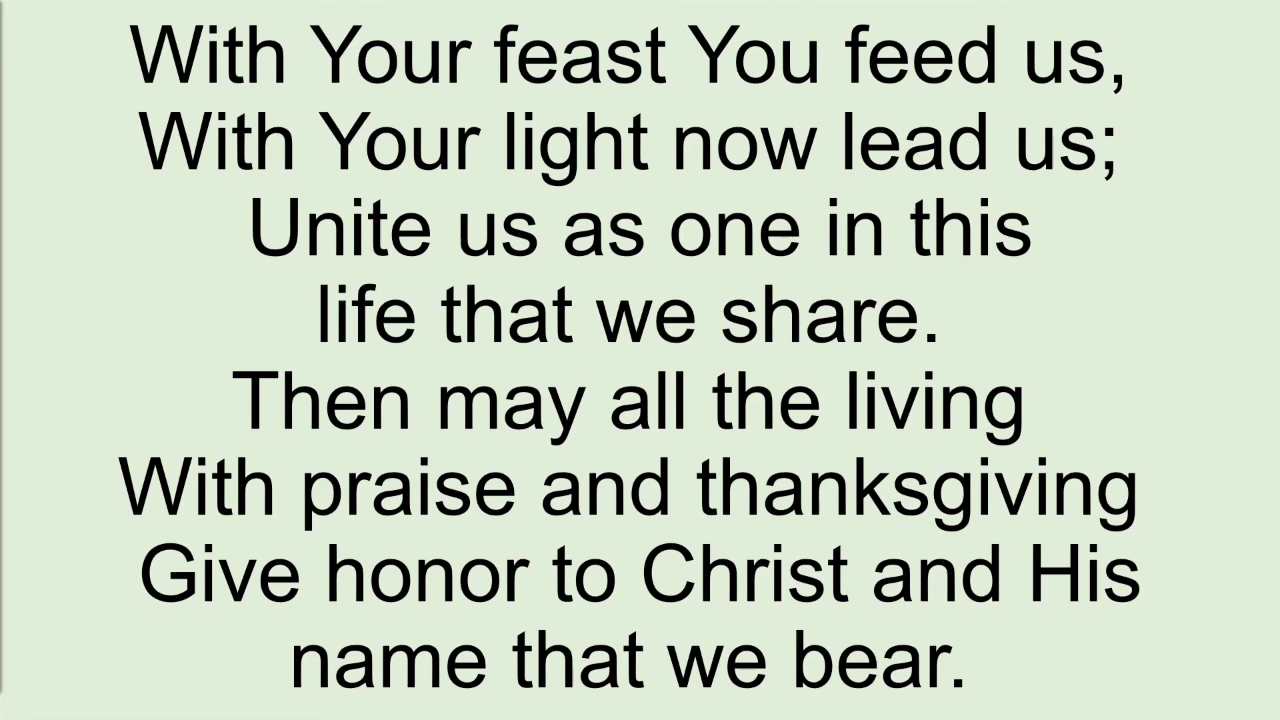 With Your feast You feed us,
With Your light now lead us;
Unite us as one in this
life that we share.
Then may all the living
With praise and thanksgiving
Give honor to Christ and His
name that we bear.